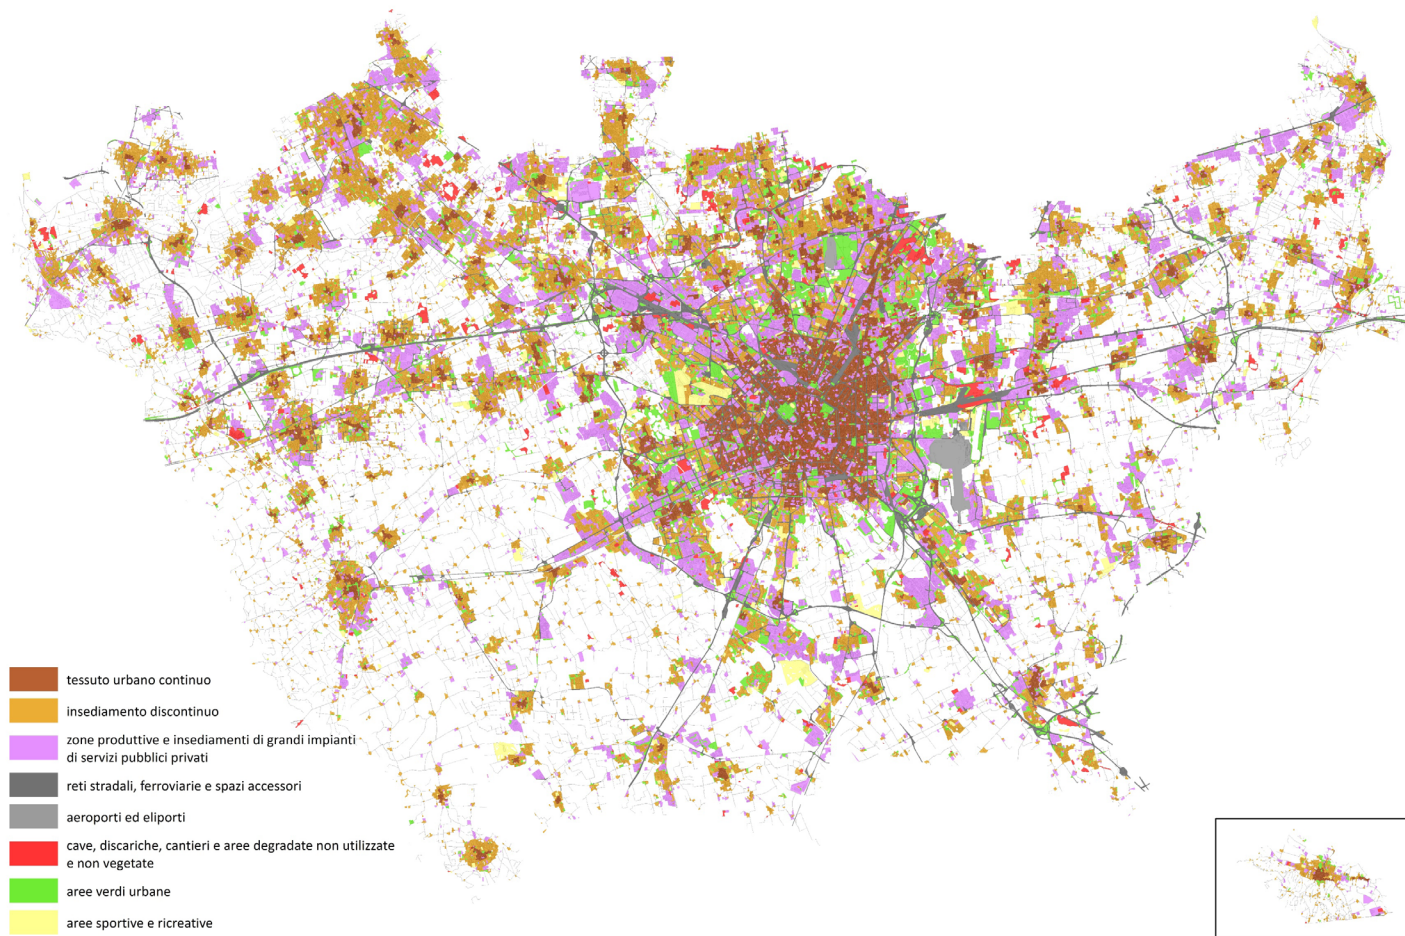 tessuto urbano continuo
insediamento discontinuo
zone produttive e insediamenti di grandi impianti
di servizi pubblici privati
reti stradali, ferroviarie e spazi accessori
aeroporti ed eliporti
cave, discariche, cantieri e aree degradate non utilizzate
e non vegetate
aree verdi urbane
aree sportive e ricreative